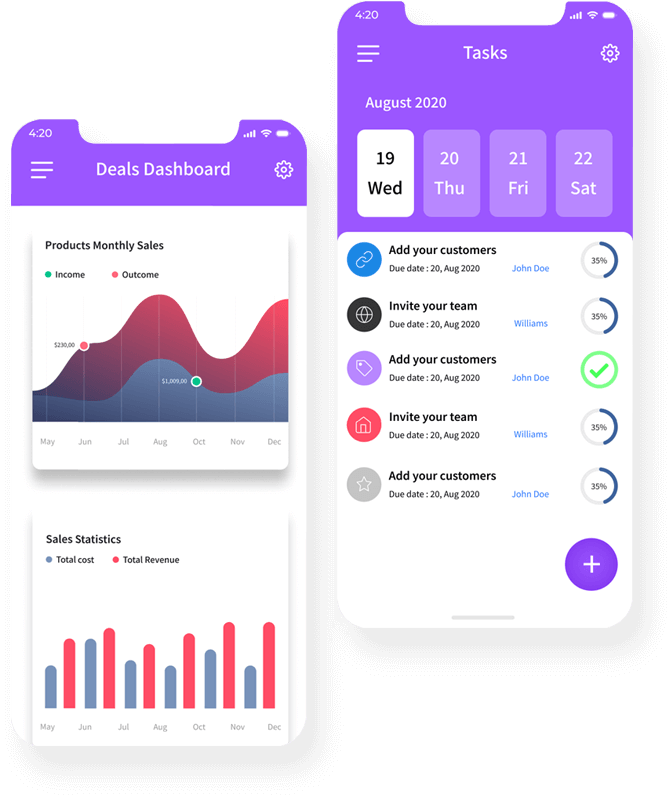 4:20
Deals Dashboard
Products Monthly Sales
Income Outcome
$230,00
$1,009,00
May Jun Jul Aug Oct Nov Dec
Sales Statistics
Total cost Total Revenue
May Jun Jul Aug Oct Nov Dec
4:20
Tasks
August 2020
19 20 21 22
Wed Thu Fri Sat
Add your customers
Due date : 20, Aug 2020 John Doe 35%
Invite your team
Due date : 20, Aug 2020 Williams 35%
Add your customers
Due date : 20, Aug 2020 John Doe
Invite your team
Due date : 20, Aug 2020 Williams 35%
Add your customers
Due date : 20, Aug 2020 John Doe 35%